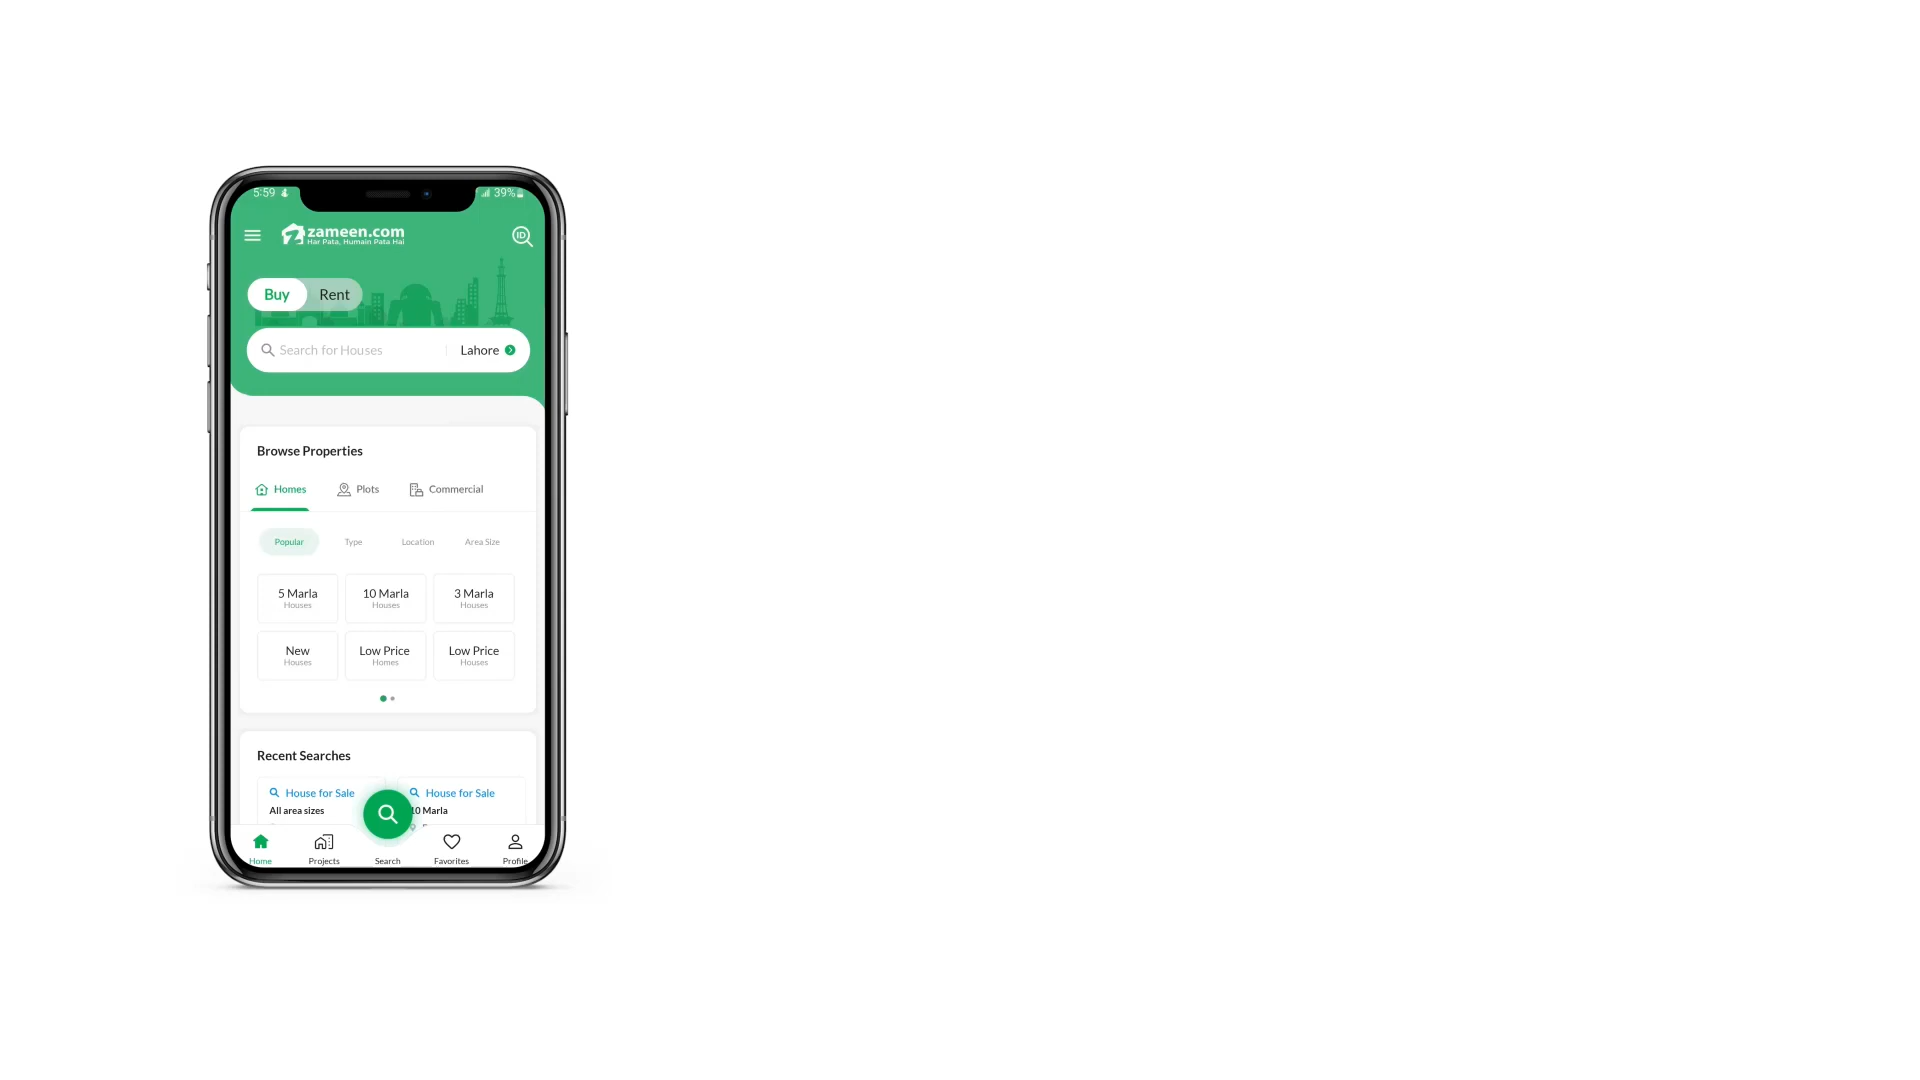 5:59
39%
zameen.com
Har Pata, Humain Pata Hai
ID
Buy Rent
Search for Houses Lahore
Browse Properties
Homes Plots Commercial
Popular Type Location Area Size
5 Marla 10 Marla 3 Marla
Houses Houses Houses
New Low Price Low Price
Houses Homes Houses
Recent Searches
House for Sale House for Sale
All area sizes 10 Marla
Home Projects Search Favorites Profile